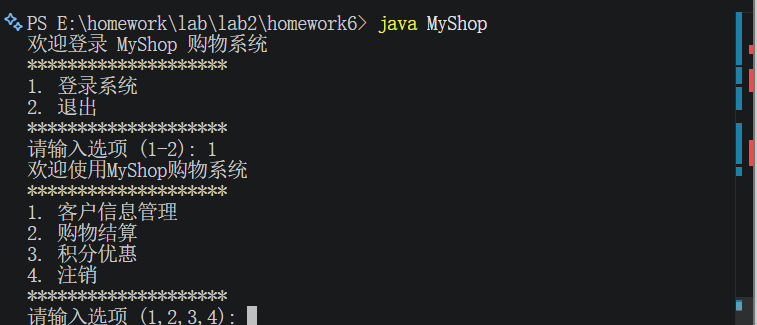 PS E:\homework\lab\lab2\homework6> java MyShop
欢迎登录 MyShop 购物系统
********************
1. 登录系统
2. 退出
********************
请输入选项 (1-2): 1
欢迎使用MyShop购物系统
********************
1. 客户信息管理
2. 购物结算
3. 积分优惠
4. 注销
********************
请输入选项 (1,2,3,4):